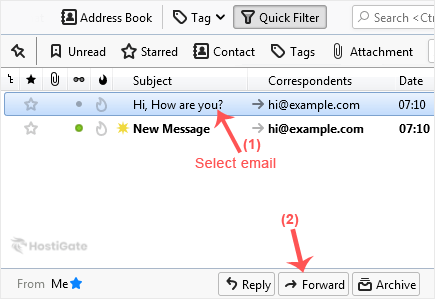 Address Book Tag Quick Filter Search <Ct
Unread Starred Contact Tags Attachment
Subject Correspondents Date
Hi, How are you? hi@example.com 07:10
New Message hi@example.com 07:10
(1)
Select email
(2)
HostiGate
From Me Reply Forward Archive